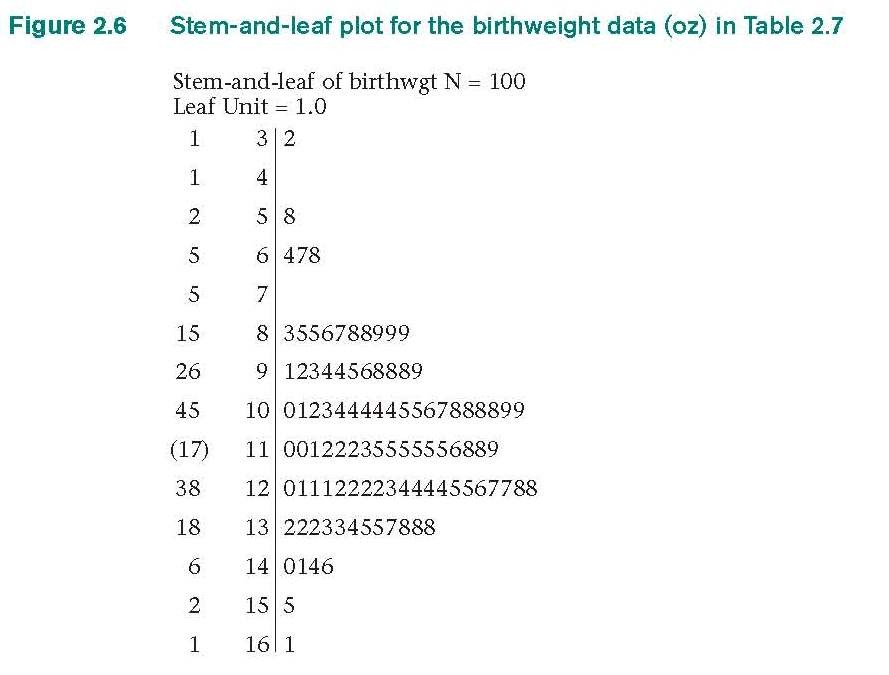 Figure 2.6 Stem-and-leaf plot for the birthweight data (oz) in Table 2.7
Stem-and-leaf of birthwgt N = 100
Leaf Unit = 1.0
1 3 2
1 4
2 5 8
5 6 478
5 7
15 8 3556788999
26 9 12344568889
45 10 0123444445567888899
(17) 11 00122235555556889
38 12 01112222344445567788
18 13 222334557888
6 14 0146
2 15 5
1 16 1